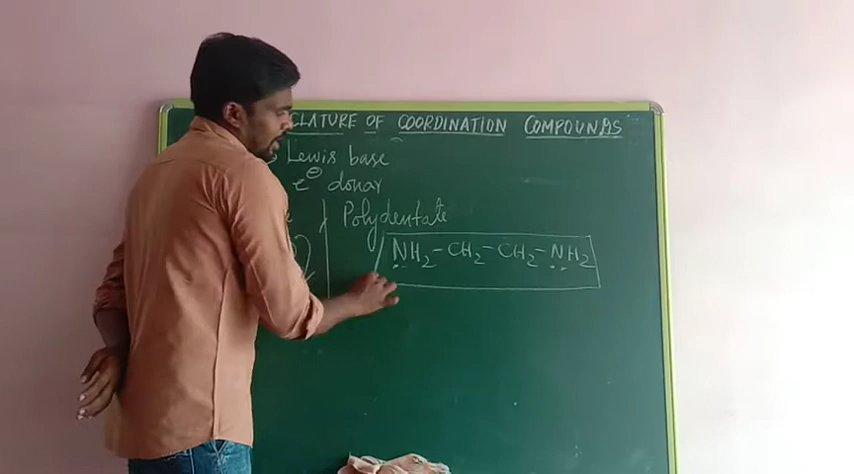 CLATURE OF COORDINATION COMPOUNDS
Lewis base
e⊖ donar
Polydentate
NH2-CH2-CH2-NH2